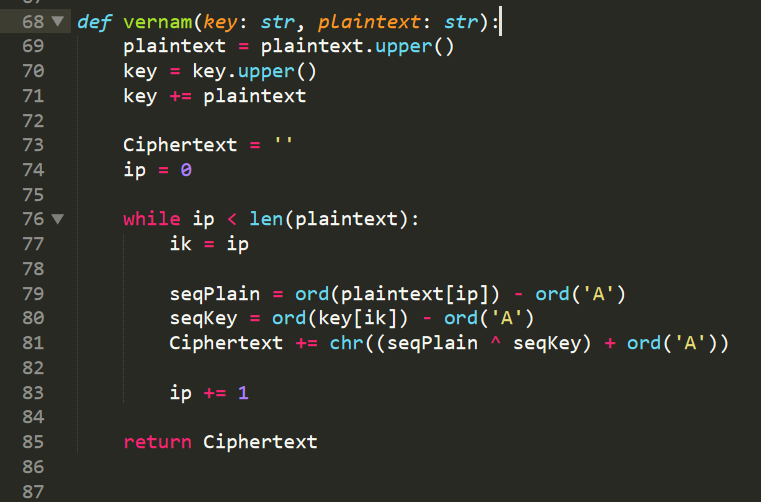 68 def vernam(key: str, plaintext: str):
69     plaintext = plaintext.upper()
70     key = key.upper()
71     key += plaintext
72
73     Ciphertext = ''
74     ip = 0
75
76     while ip < len(plaintext):
77         ik = ip
78
79         seqPlain = ord(plaintext[ip]) - ord('A')
80         seqKey = ord(key[ik]) - ord('A')
81         Ciphertext += chr((seqPlain ^ seqKey) + ord('A'))
82
83         ip += 1
84
85     return Ciphertext
86
87